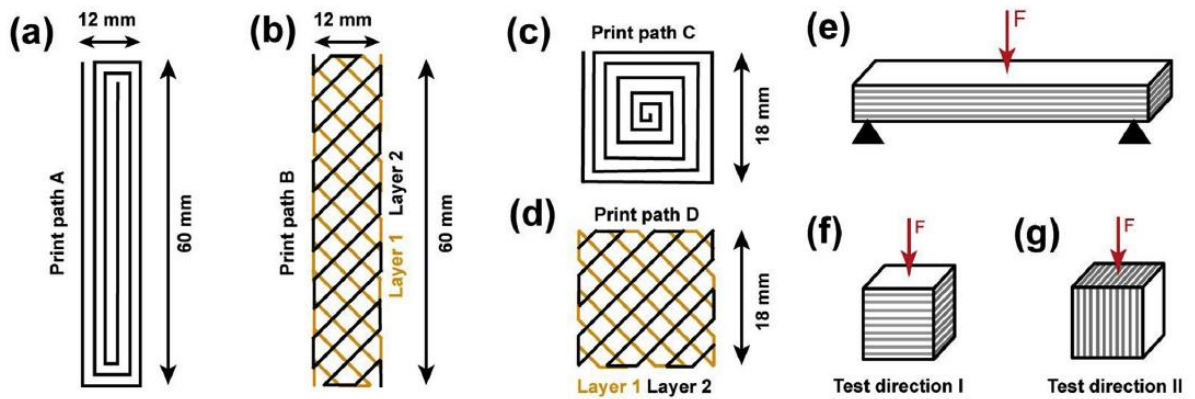 (a)
12 mm
Print path A
60 mm
(b)
12 mm
Print path B
Layer 1 Layer 2
60 mm
(c)
Print path C
18 mm
(d)
Print path D
18 mm
Layer 1 Layer 2
(e)
F
(f)
F
Test direction I
(g)
F
Test direction II